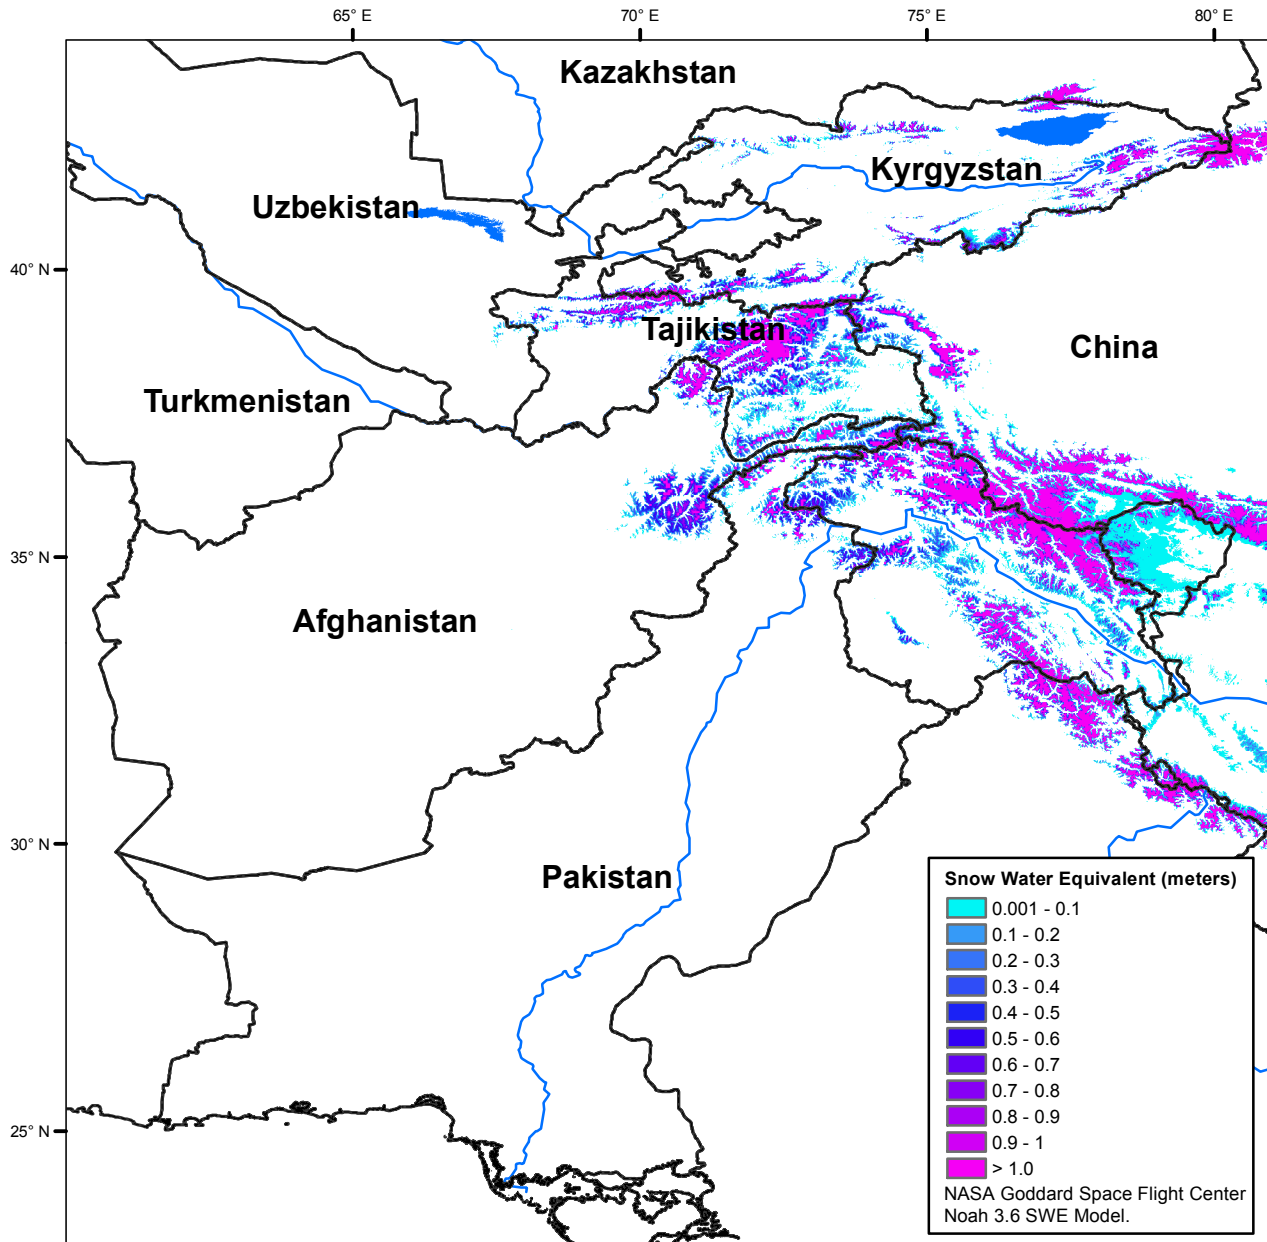 65° E
70° E
75° E
80° E
Kazakhstan
Kyrgyzstan
Uzbekistan
40° N
Tajikistan
China
Turkmenistan
35° N
Afghanistan
30° N
Pakistan
25° N
Snow Water Equivalent (meters)
0.001 - 0.1
0.1 - 0.2
0.2 - 0.3
0.3 - 0.4
0.4 - 0.5
0.5 - 0.6
0.6 - 0.7
0.7 - 0.8
0.8 - 0.9
0.9 - 1
> 1.0
NASA Goddard Space Flight Center
Noah 3.6 SWE Model.